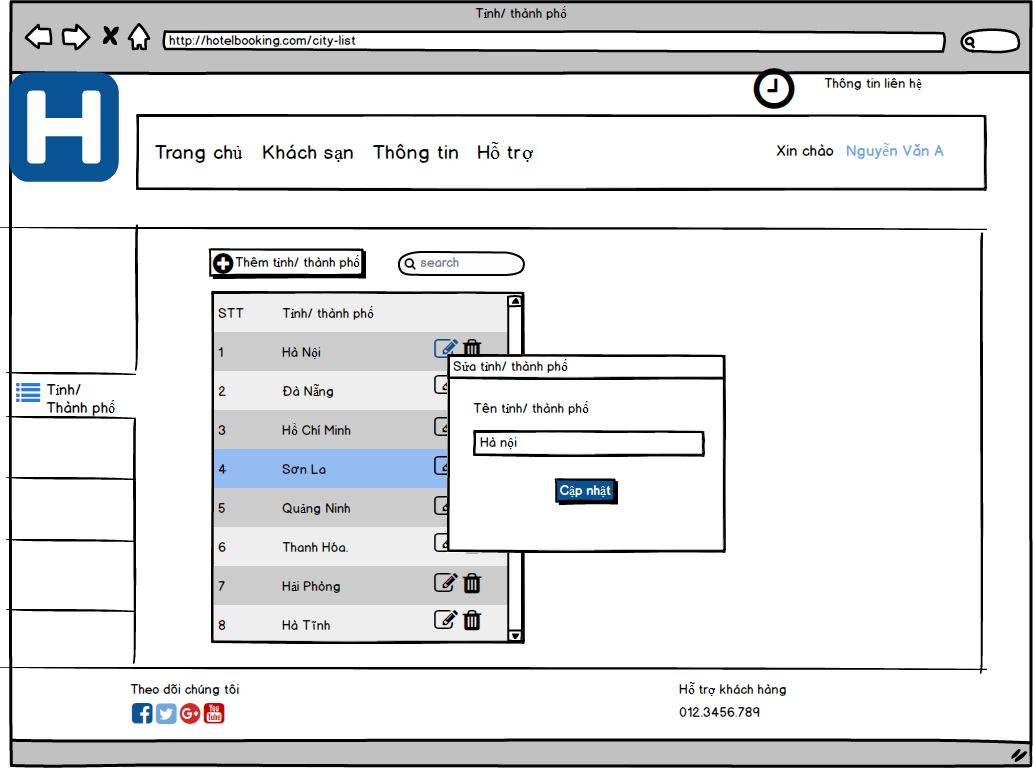 Tỉnh/ thành phố
http://hotelbooking.com/city-list
Thông tin liên hệ
H
Trang chủ Khách sạn Thông tin Hỗ trợ
Xin chào Nguyễn Văn A
Thêm tỉnh/ thành phố
search
STT Tỉnh/ thành phố
1 Hà Nội
2 Đà Nẵng
3 Hồ Chí Minh
4 Sơn La
5 Quảng Ninh
6 Thanh Hóa.
7 Hải Phòng
8 Hà Tĩnh
Sửa tỉnh/ thành phố
Tên tỉnh/ thành phố
Hà nội
Cập nhật
Tỉnh/
Thành phố
Theo dõi chúng tôi
You
Tube
Hỗ trợ khách hàng
012.3456.789